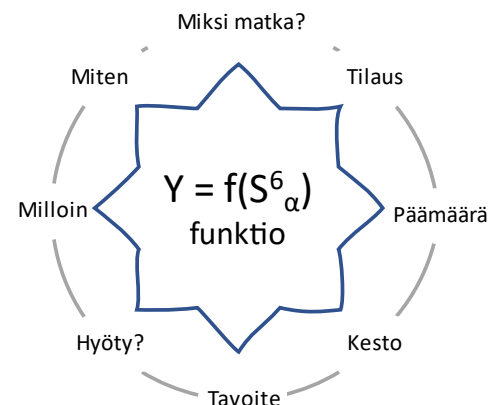 Miksi matka?
Miten
Tilaus
Y = f(S⁶α)
funktio
Milloin
Päämäärä
Hyöty?
Kesto
Tavoite